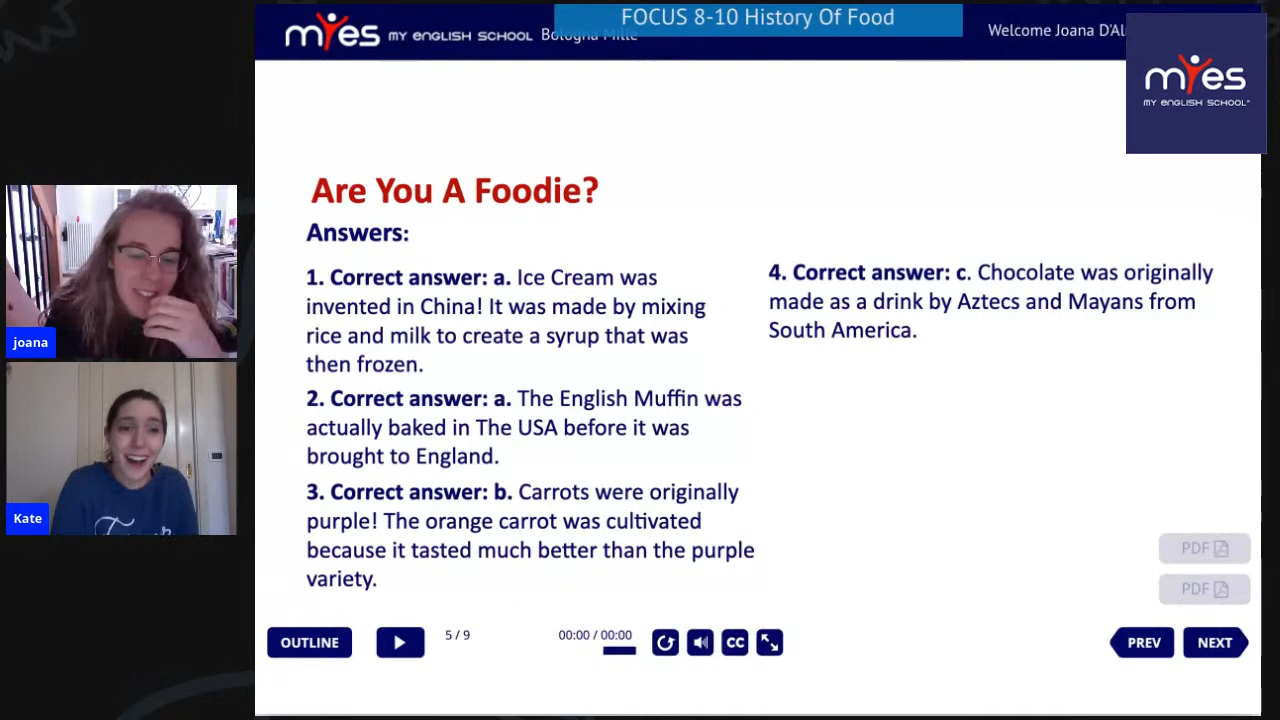 FOCUS 8-10 History Of Food
myes MY ENGLISH SCHOOL Bologna Mille
Welcome Joana D'Al
myes
MY ENGLISH SCHOOL
Are You A Foodie?
Answers:
1. Correct answer: a. Ice Cream was
invented in China! It was made by mixing
rice and milk to create a syrup that was
then frozen.
2. Correct answer: a. The English Muffin was
actually baked in The USA before it was
brought to England.
3. Correct answer: b. Carrots were originally
purple! The orange carrot was cultivated
because it tasted much better than the purple
variety.
4. Correct answer: c. Chocolate was originally
made as a drink by Aztecs and Mayans from
South America.
joana
Kate
PDF
PDF
OUTLINE
5 / 9
00:00 / 00:00
CC
PREV
NEXT